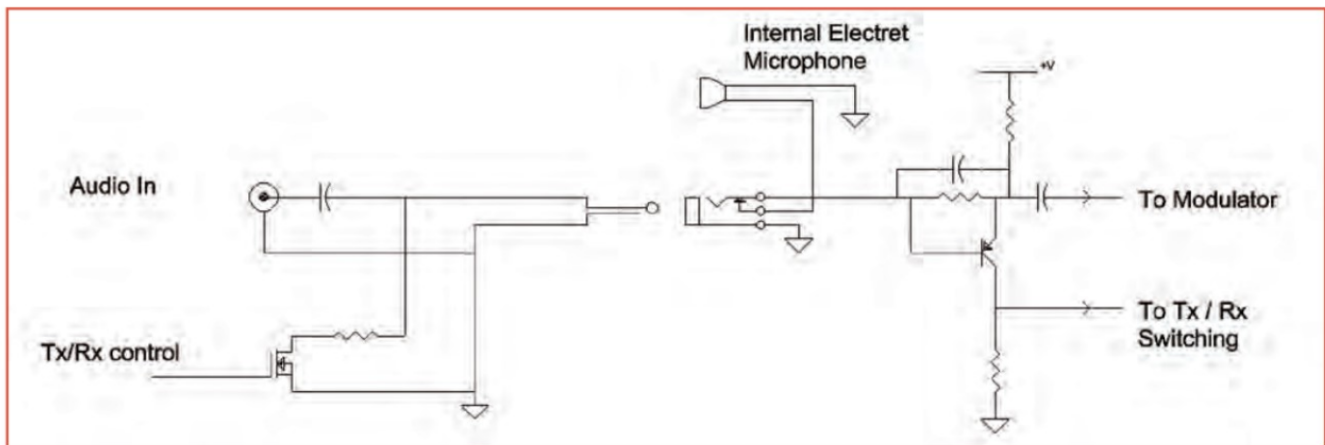 Internal Electret
Microphone
+V
Audio In
To Modulator
To Tx / Rx
Switching
Tx/Rx control